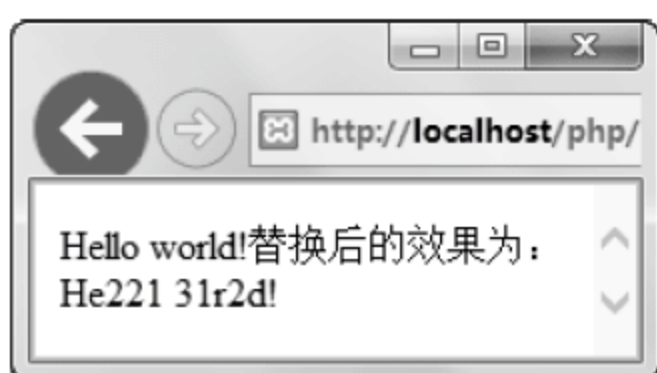 http://localhost/php/
Hello world!替换后的效果为：
He221 31r2d!